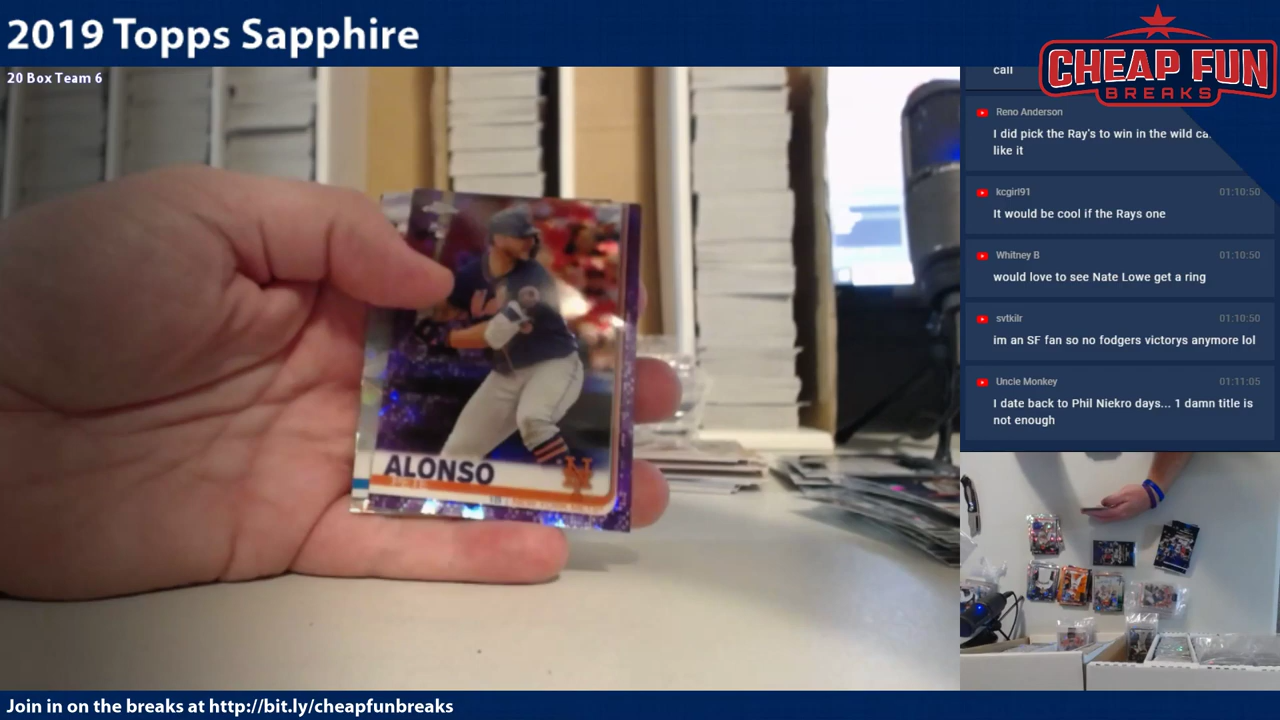 2019 Topps Sapphire
CHEAP FUN
BREAKS
20 Box Team 6
call
Reno Anderson
I did pick the Ray's to win in the wild
like it
kcgirl91 01:10:50
It would be cool if the Rays one
Whitney B 01:10:50
would love to see Nate Lowe get a ring
svtkilr 01:10:50
im an SF fan so no fodgers victorys anymore lol
Uncle Monkey 01:11:05
I date back to Phil Niekro days... 1 damn title is
not enough
ALONSO
PETE
Join in on the breaks at http://bit.ly/cheapfunbreaks